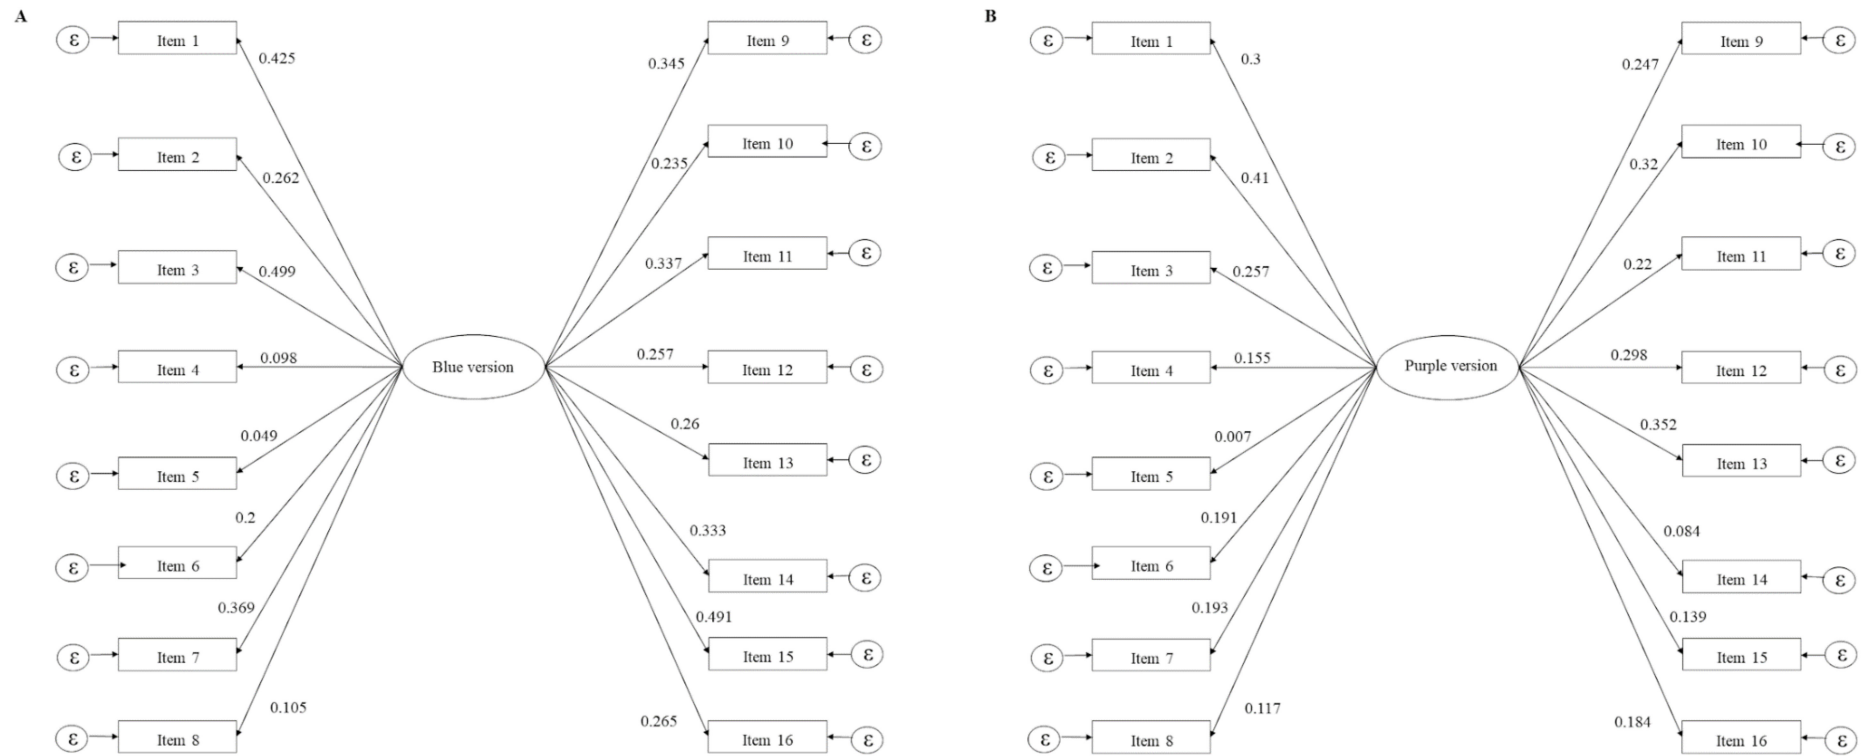 A
ε Item 1 0.425
ε Item 2 0.262
ε Item 3 0.499
ε Item 4 0.098
ε Item 5 0.049
ε Item 6 0.2
ε Item 7 0.369
ε Item 8 0.105
Blue version
0.345 Item 9 ε
0.235 Item 10 ε
0.337 Item 11 ε
0.257 Item 12 ε
0.26 Item 13 ε
0.333 Item 14 ε
0.491 Item 15 ε
0.265 Item 16 ε
B
ε Item 1 0.3
ε Item 2 0.41
ε Item 3 0.257
ε Item 4 0.155
ε Item 5 0.007
ε Item 6 0.191
ε Item 7 0.193
ε Item 8 0.117
Purple version
0.247 Item 9 ε
0.32 Item 10 ε
0.22 Item 11 ε
0.298 Item 12 ε
0.352 Item 13 ε
0.084 Item 14 ε
0.139 Item 15 ε
0.184 Item 16 ε